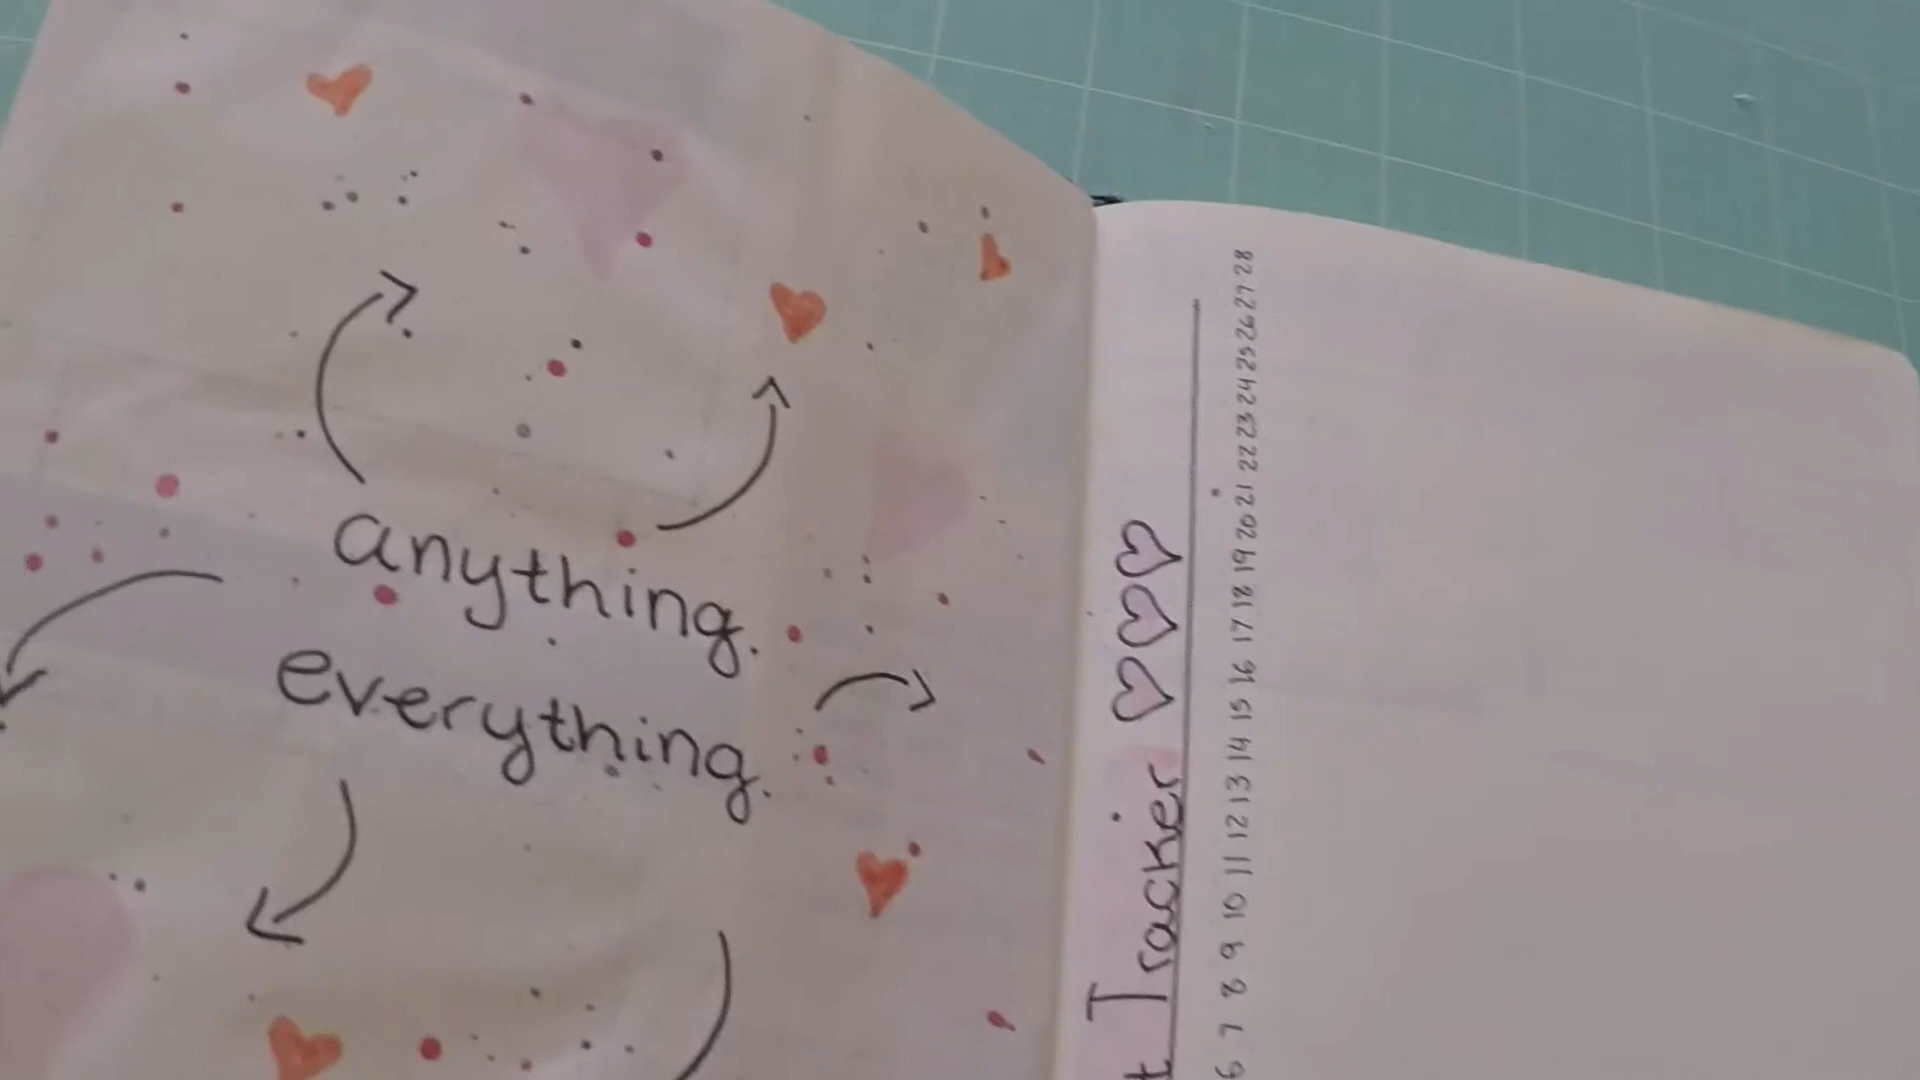 anything.
everything.
t Tracker ♡♡♡
6 7 8 9 10 11 12 13 14 15 16 17 18 19 20 21 22 23 24 25 26 27 28